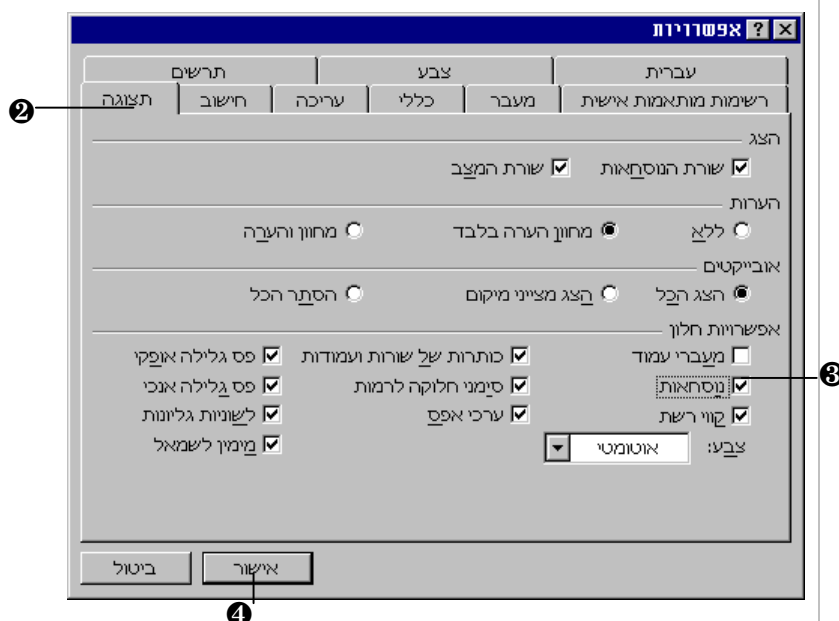 אפשרויות
עברית צבע תרשים
רשימות מותאמות אישית מעבר כללי עריכה חישוב תצוגה
❷
הצג
שורת הנוסחאות שורת המצב
הערות
ללא מחוון הערה בלבד מחוון והערה
אובייקטים
הצג הכל הצג מצייני מיקום הסתר הכל
אפשרויות חלון
מעברי עמוד כותרות של שורות ועמודות פס גלילה אופקי
❸ נוסחאות סימני חלוקה לרמות פס גלילה אנכי
קווי רשת ערכי אפס לשוניות גליונות
צבע: אוטומטי מימין לשמאל
אישור ביטול
❹